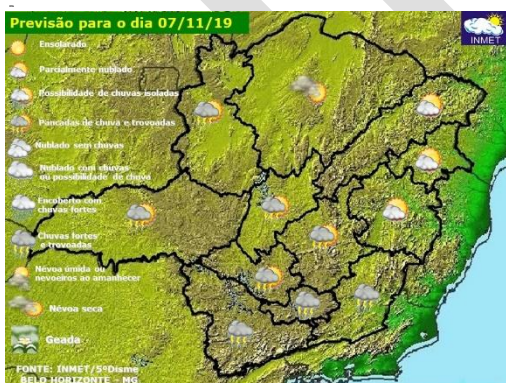 Previsão para o dia 07/11/19
INMET
Ensolarado
Parcialmente nublado
Possibilidade de chuvas isoladas
Pancadas de chuva e trovoadas
Nublado sem chuvas
Nublado com chuvas
ou possibilidade de chuva
Encoberto com
chuvas fortes
Chuvas fortes
e trovoadas
Névoa úmida ou
nevoeiros ao amanhecer
Névoa seca
Geada
FONTE: INMET/5ºDisme
BELO HORIZONTE - MG